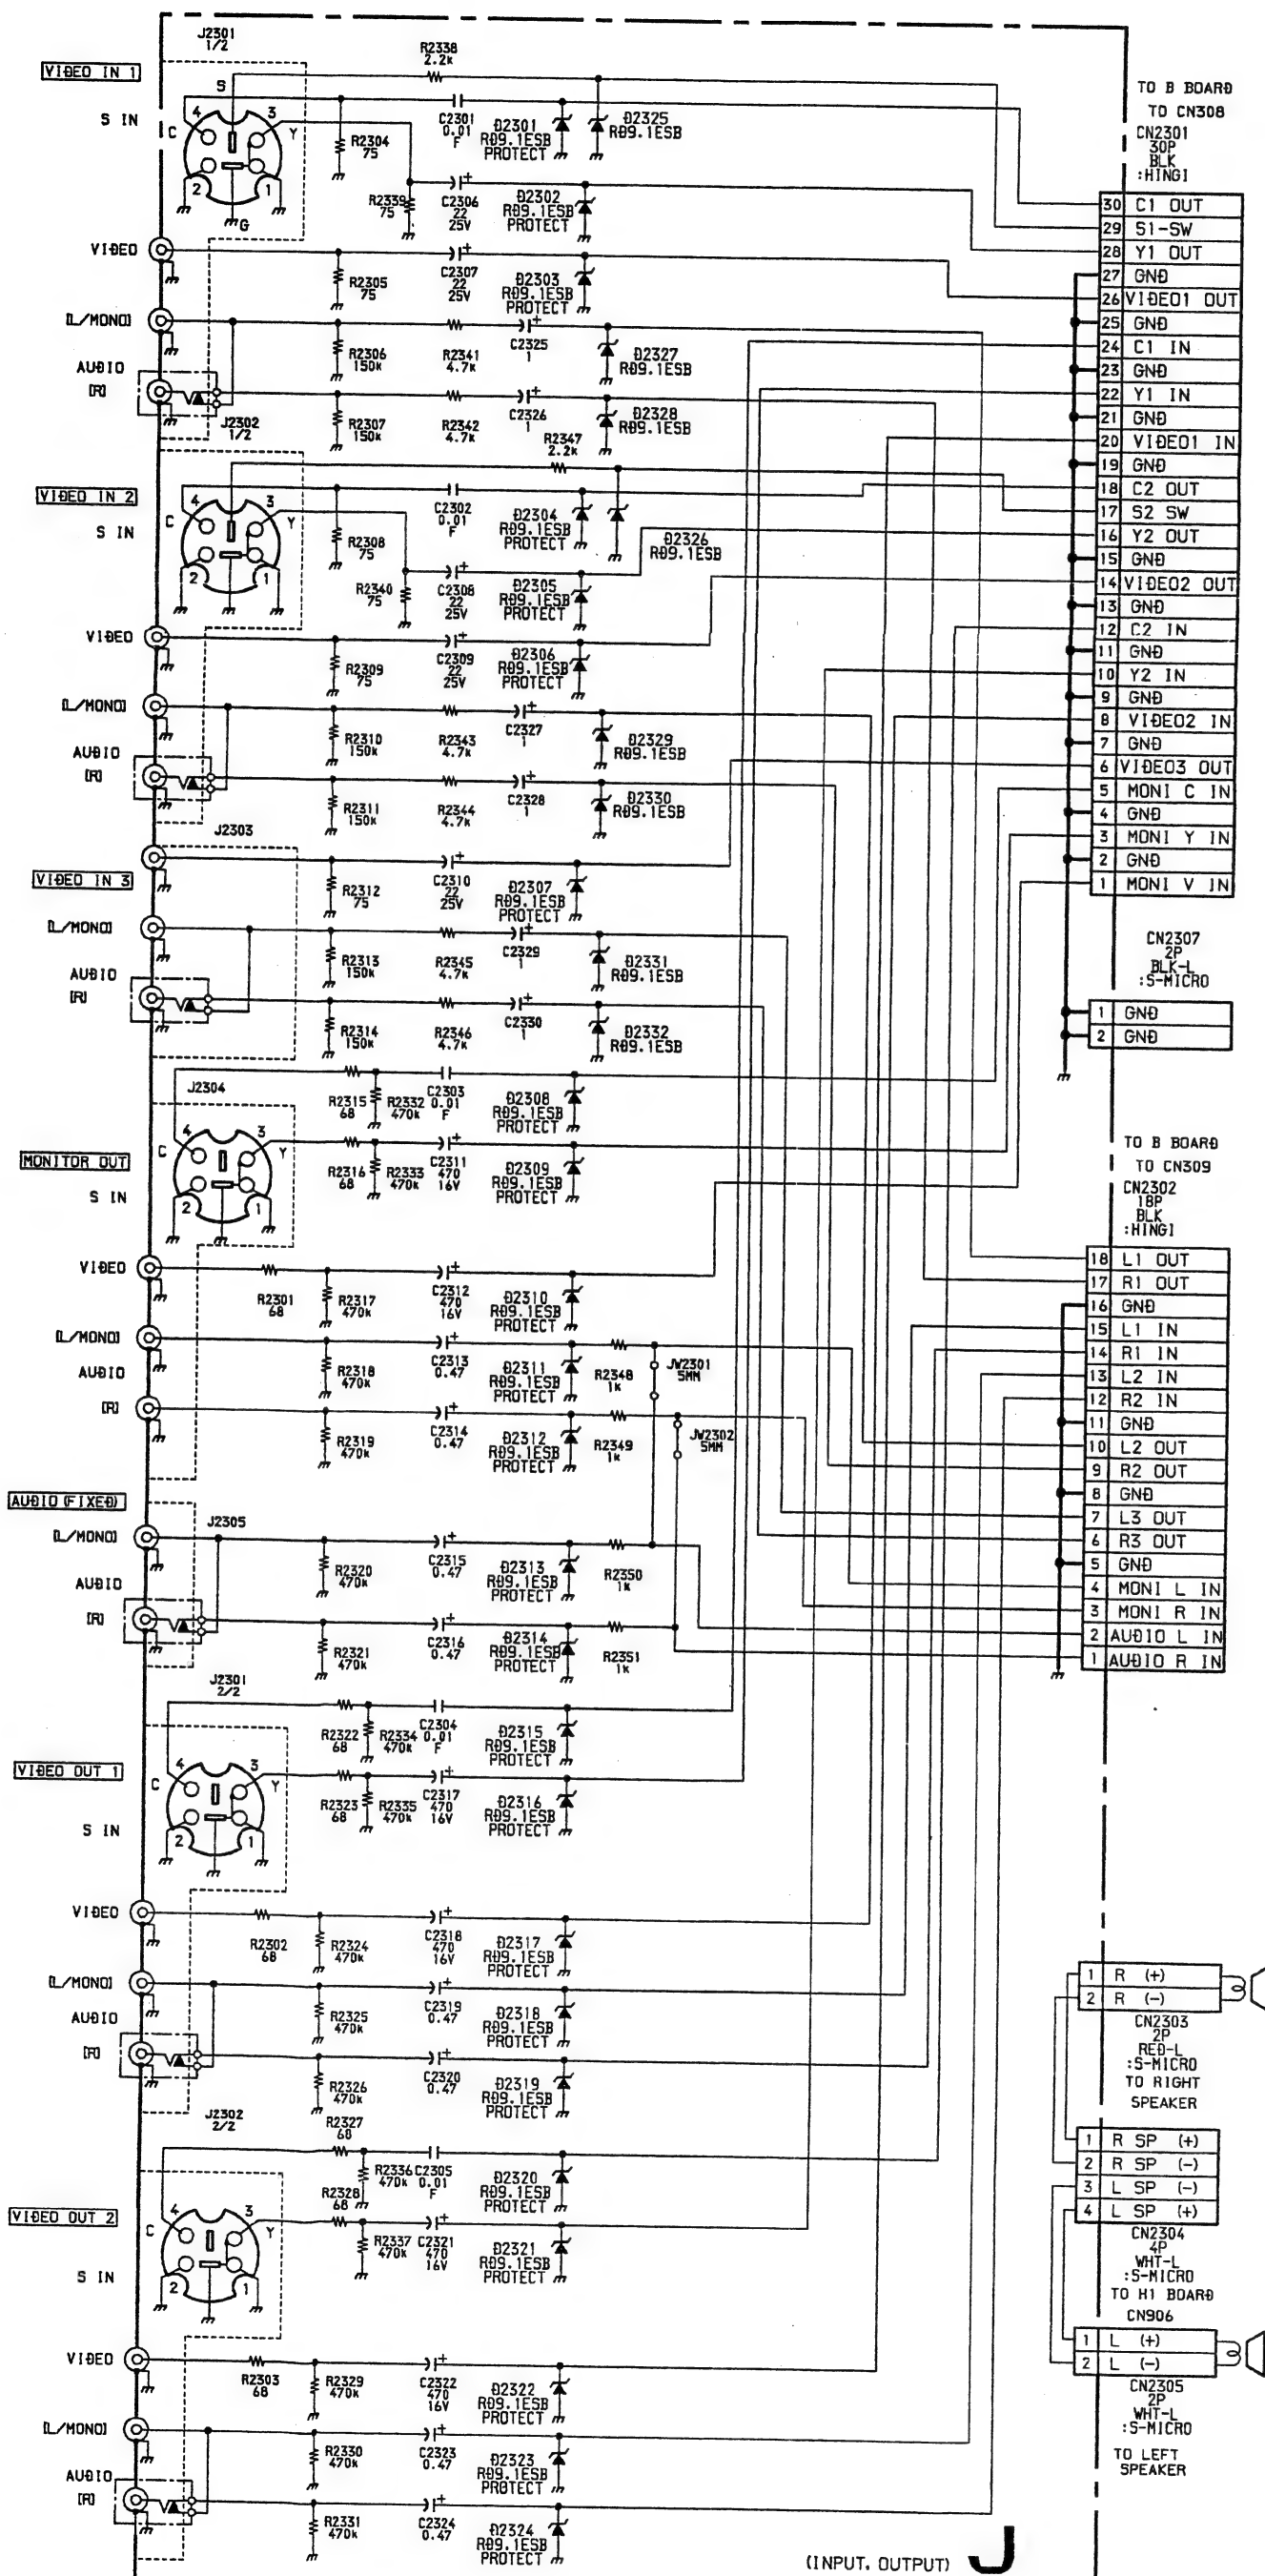 J2301
1/2
VIDEO IN 1
S IN
S
4
3
C
Y
2
1
G
R2338
2.2k
R2304
75
C2301
0.01
F
D2301
RD9.1ESB
PROTECT
D2325
RD9.1ESB
R2339
75
C2306
22
25V
D2302
RD9.1ESB
PROTECT
VIDEO
R2305
75
C2307
22
25V
D2303
RD9.1ESB
PROTECT
[L/MONO]
R2306
150k
R2341
4.7k
C2325
1
D2327
RD9.1ESB
AUDIO
[R]
R2307
150k
R2342
4.7k
C2326
1
D2328
RD9.1ESB
J2302
1/2
R2347
2.2k
VIDEO IN 2
S IN
4
3
C
Y
2
1
R2308
75
C2302
0.01
F
D2304
RD9.1ESB
PROTECT
D2326
RD9.1ESB
R2340
75
C2308
22
25V
D2305
RD9.1ESB
PROTECT
VIDEO
R2309
75
C2309
22
25V
D2306
RD9.1ESB
PROTECT
[L/MONO]
R2310
150k
R2343
4.7k
C2327
1
D2329
RD9.1ESB
AUDIO
[R]
R2311
150k
R2344
4.7k
C2328
1
D2330
RD9.1ESB
J2303
VIDEO IN 3
R2312
75
C2310
22
25V
D2307
RD9.1ESB
PROTECT
[L/MONO]
R2313
150k
R2345
4.7k
C2329
1
D2331
RD9.1ESB
AUDIO
[R]
R2314
150k
R2346
4.7k
C2330
1
D2332
RD9.1ESB
J2304
MONITOR OUT
S IN
4
3
C
Y
2
1
R2315
68
R2332
470k
C2303
0.01
F
D2308
RD9.1ESB
PROTECT
R2316
68
R2333
470k
C2311
470
16V
D2309
RD9.1ESB
PROTECT
VIDEO
R2301
68
R2317
470k
C2312
470
16V
D2310
RD9.1ESB
PROTECT
[L/MONO]
R2318
470k
C2313
0.47
D2311
RD9.1ESB
PROTECT
R2348
1k
JW2301
5MM
AUDIO
[R]
R2319
470k
C2314
0.47
D2312
RD9.1ESB
PROTECT
R2349
1k
JW2302
5MM
AUDIO (FIXED)
J2305
[L/MONO]
R2320
470k
C2315
0.47
D2313
RD9.1ESB
PROTECT
R2350
1k
AUDIO
[R]
R2321
470k
C2316
0.47
D2314
RD9.1ESB
PROTECT
R2351
1k
J2301
2/2
VIDEO OUT 1
S IN
4
3
C
Y
2
1
R2322
68
R2334
470k
C2304
0.01
F
D2315
RD9.1ESB
PROTECT
R2323
68
R2335
470k
C2317
470
16V
D2316
RD9.1ESB
PROTECT
VIDEO
R2302
68
R2324
470k
C2318
470
16V
D2317
RD9.1ESB
PROTECT
[L/MONO]
R2325
470k
C2319
0.47
D2318
RD9.1ESB
PROTECT
AUDIO
[R]
R2326
470k
C2320
0.47
D2319
RD9.1ESB
PROTECT
J2302
2/2
VIDEO OUT 2
S IN
4
3
C
Y
2
1
R2327
68
R2336
470k
C2305
0.01
F
D2320
RD9.1ESB
PROTECT
R2328
68
R2337
470k
C2321
470
16V
D2321
RD9.1ESB
PROTECT
VIDEO
R2303
68
R2329
470k
C2322
470
16V
D2322
RD9.1ESB
PROTECT
[L/MONO]
R2330
470k
C2323
0.47
D2323
RD9.1ESB
PROTECT
AUDIO
[R]
R2331
470k
C2324
0.47
D2324
RD9.1ESB
PROTECT
TO B BOARD
TO CN308
CN2301
30P
BLK
:HINGI
30 C1 OUT
29 S1-SW
28 Y1 OUT
27 GND
26 VIDEO1 OUT
25 GND
24 C1 IN
23 GND
22 Y1 IN
21 GND
20 VIDEO1 IN
19 GND
18 C2 OUT
17 S2 SW
16 Y2 OUT
15 GND
14 VIDEO2 OUT
13 GND
12 C2 IN
11 GND
10 Y2 IN
9 GND
8 VIDEO2 IN
7 GND
6 VIDEO3 OUT
5 MONI C IN
4 GND
3 MONI Y IN
2 GND
1 MONI V IN
CN2307
2P
BLK-L
:S-MICRO
1 GND
2 GND
TO B BOARD
TO CN309
CN2302
18P
BLK
:HINGI
18 L1 OUT
17 R1 OUT
16 GND
15 L1 IN
14 R1 IN
13 L2 IN
12 R2 IN
11 GND
10 L2 OUT
9 R2 OUT
8 GND
7 L3 OUT
6 R3 OUT
5 GND
4 MONI L IN
3 MONI R IN
2 AUDIO L IN
1 AUDIO R IN
1 R (+)
2 R (-)
CN2303
2P
RED-L
:S-MICRO
TO RIGHT
SPEAKER
1 R SP (+)
2 R SP (-)
3 L SP (-)
4 L SP (+)
CN2304
4P
WHT-L
:S-MICRO
TO H1 BOARD
CN906
1 L (+)
2 L (-)
CN2305
2P
WHT-L
:S-MICRO
TO LEFT
SPEAKER
(INPUT, OUTPUT) J